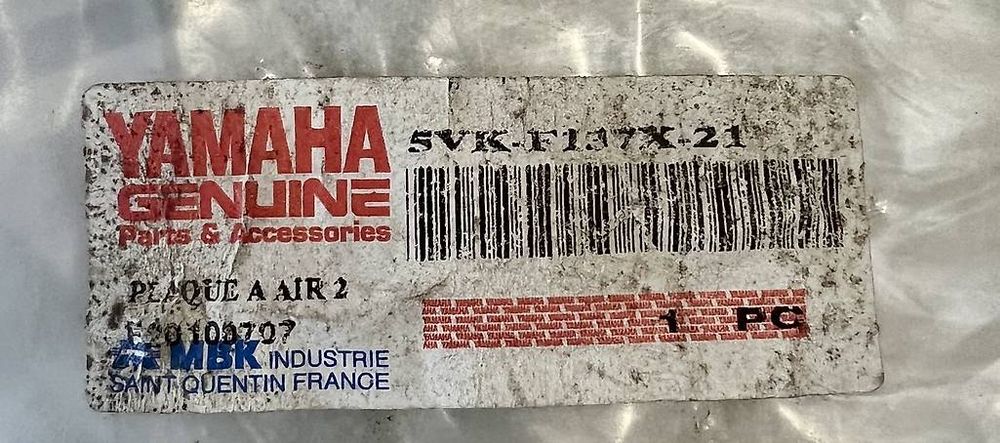 YAMAHA
GENUINE
Parts & Accessories
5VK-F137X-21
PLAQUE A AIR 2
1 PC
MBK INDUSTRIE
SAINT QUENTIN FRANCE